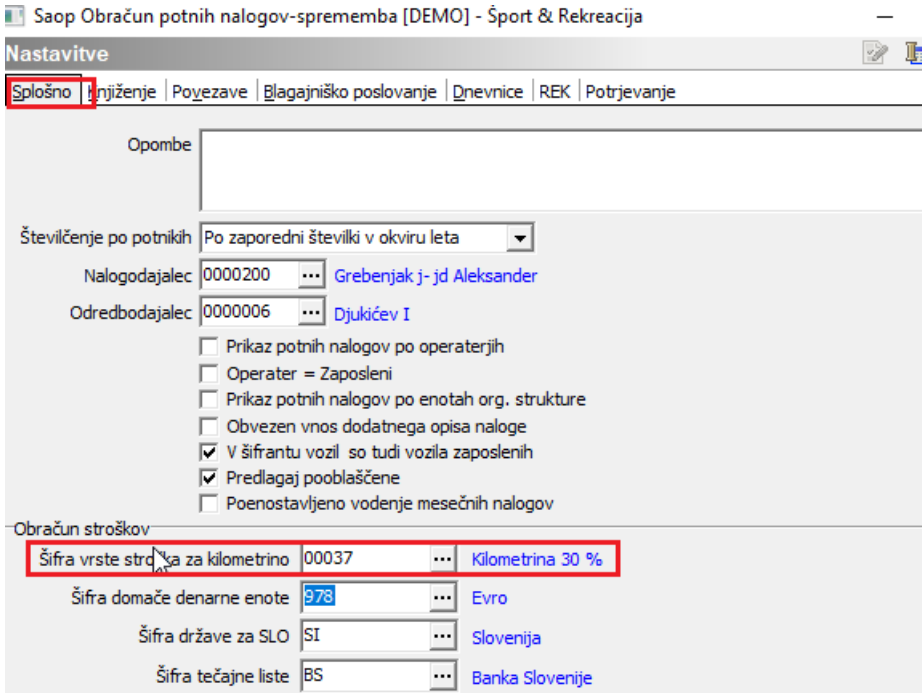 Saop Obračun potnih nalogov-sprememba [DEMO] - Šport & Rekreacija
Nastavitve
Splošno Knjiženje Povezave Blagajniško poslovanje Dnevnice REK Potrjevanje
Opombe
Številčenje po potnikih Po zaporedni številki v okviru leta
Nalogodajalec 0000200 ... Grebenjak j- jd Aleksander
Odredbodajalec 0000006 ... Djukićev I
Prikaz potnih nalogov po operaterjih
Operater = Zaposleni
Prikaz potnih nalogov po enotah org. strukture
Obvezen vnos dodatnega opisa naloge
V šifrantu vozil so tudi vozila zaposlenih
Predlagaj pooblaščene
Poenostavljeno vodenje mesečnih nalogov
Obračun stroškov
Šifra vrste stroška za kilometrino 00037 ... Kilometrina 30 %
Šifra domače denarne enote 978 ... Evro
Šifra države za SLO SI ... Slovenija
Šifra tečajne liste BS ... Banka Slovenije